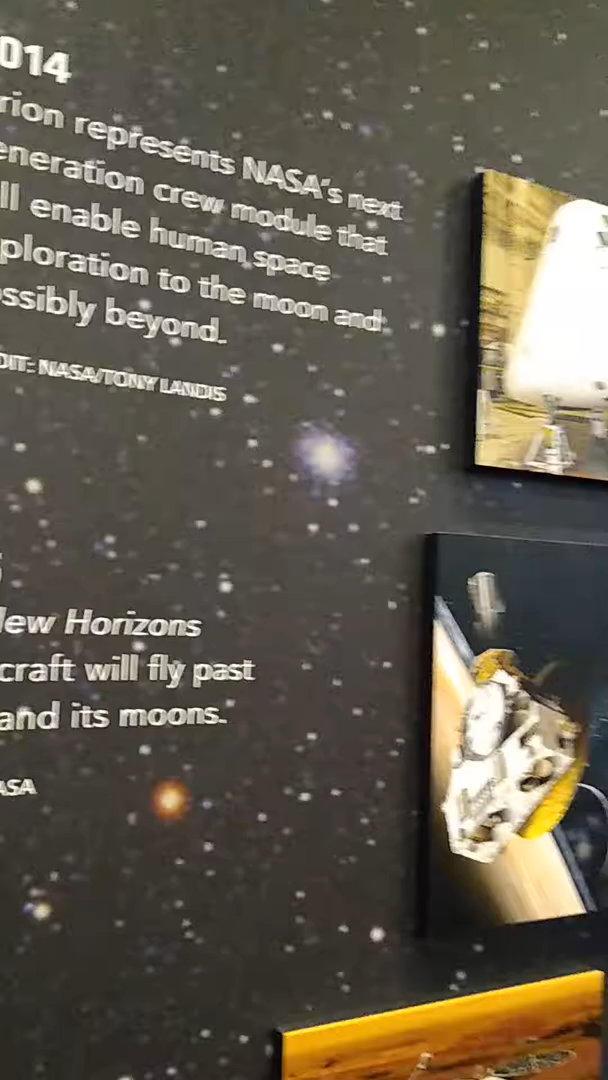 014
rion represents NASA's next
eneration crew module that
ll enable human space
ploration to the moon and
ssibly beyond.
DIT: NASA/TONY LANDIS
ew Horizons
craft will fly past
and its moons.
ASA